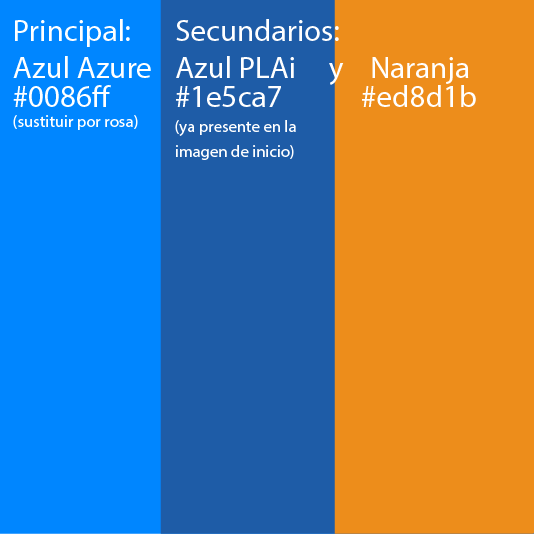 Principal:
Azul Azure
#0086ff
(sustituir por rosa)
Secundarios:
Azul PLAi y Naranja
#1e5ca7 #ed8d1b
(ya presente en la
imagen de inicio)